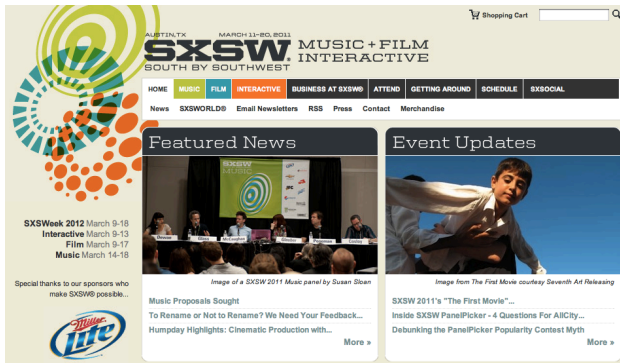 Shopping Cart
AUSTIN,TX MARCH 11-20, 2011
SXSW.
MUSIC + FILM
INTERACTIVE
SOUTH BY SOUTHWEST
HOME MUSIC FILM INTERACTIVE BUSINESS AT SXSW® ATTEND GETTING AROUND SCHEDULE SXSOCIAL
News SXSWORLD® Email Newsletters RSS Press Contact Merchandise
Featured News
Event Updates
SXSW
MUSIC
Image of a SXSW 2011 Music panel by Susan Sloan
Image from The First Movie courtesy Seventh Art Releasing
SXSWeek 2012 March 9-18
Interactive March 9-13
Film March 9-17
Music March 14-18
Special thanks to our sponsors who
make SXSW® possible...
Miller
Lite
Music Proposals Sought
To Rename or Not to Rename? We Need Your Feedback...
Humpday Highlights: Cinematic Production with...
More »
SXSW 2011's "The First Movie"...
Inside SXSW PanelPicker - 4 Questions For AllCity...
Debunking the PanelPicker Popularity Contest Myth
More »